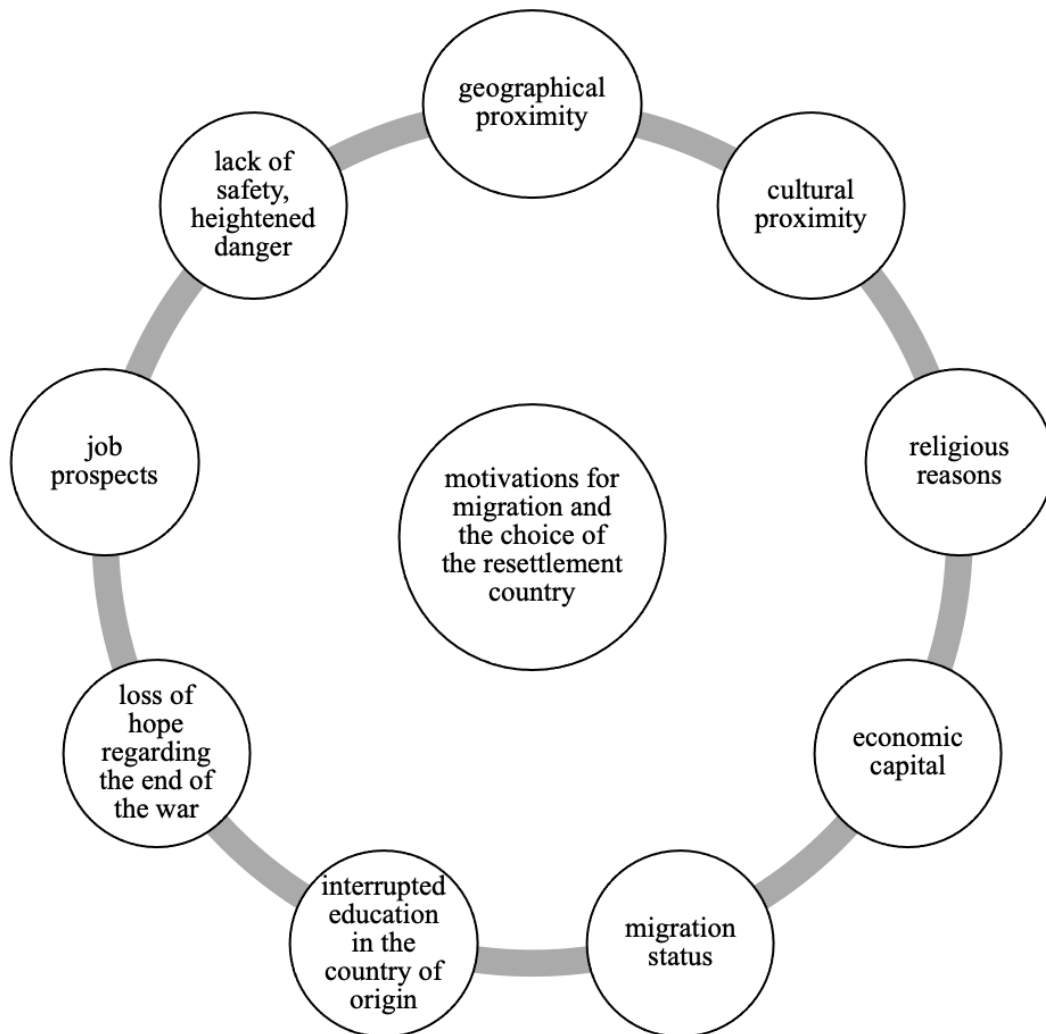 geographical
proximity
cultural
proximity
religious
reasons
economic
capital
migration
status
interrupted
education
in the
country of
origin
loss of
hope
regarding
the end of
the war
job
prospects
lack of
safety,
heightened
danger
motivations for
migration and
the choice of
the resettlement
country